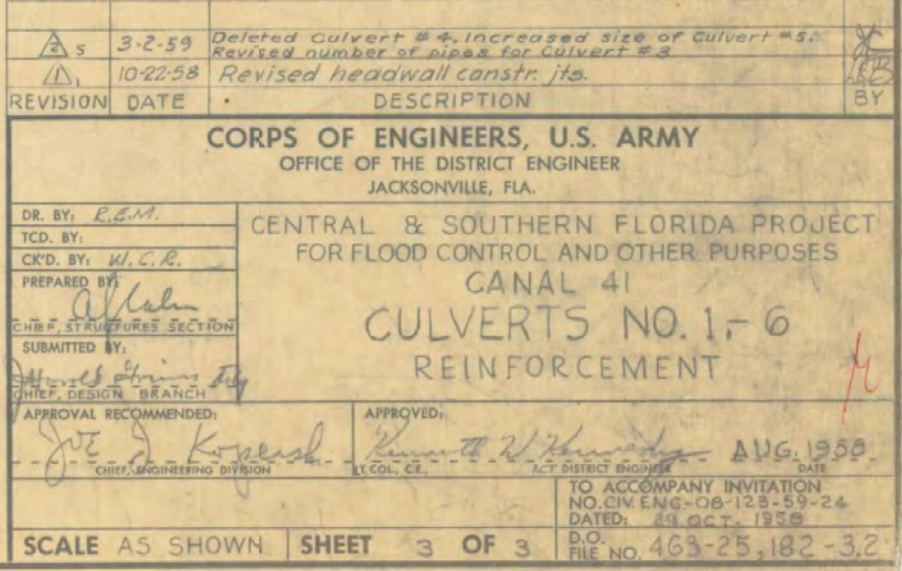 2 5 3-2-59 Deleted Culvert #4. Increased size of Culvert #5.
Revised number of pipes for Culvert #3
1 1 10-22-58 Revised headwall constr. jts.
REVISION DATE DESCRIPTION BY
CORPS OF ENGINEERS, U.S. ARMY
OFFICE OF THE DISTRICT ENGINEER
JACKSONVILLE, FLA.
DR. BY: R.E.M.
TCD. BY:
CK'D. BY: W.C.R.
PREPARED BY:
CHIEF, STRUCTURES SECTION
SUBMITTED BY:
CHIEF, DESIGN BRANCH
CENTRAL & SOUTHERN FLORIDA PROJECT
FOR FLOOD CONTROL AND OTHER PURPOSES
CANAL 41
CULVERTS NO. 1 - 6
REINFORCEMENT
APPROVAL RECOMMENDED:
CHIEF, ENGINEERING DIVISION
APPROVED:
Kenneth W Kennedy AUG. 1958
LT COL., C.E., ACT DISTRICT ENGINEER DATE
TO ACCOMPANY INVITATION
NO. CIV ENG-08-123-59-24
DATED: 29 OCT. 1958
SCALE AS SHOWN SHEET 3 OF 3
D.O.
FILE NO. 463-25,182-3.2